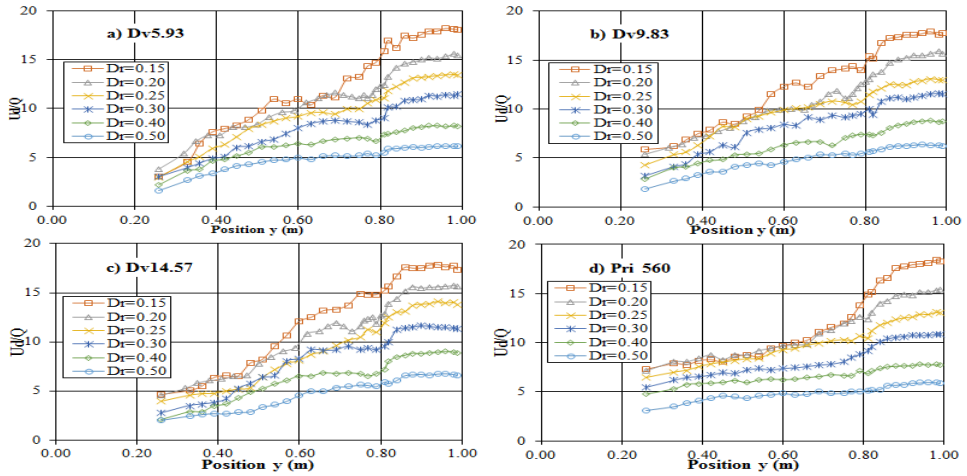 20
a) Dv5.93
15
Dr=0.15
Dr=0.20
Dr=0.25
Dr=0.30
Dr=0.40
Dr=0.50
10
5
0
Ud/Q
0.00 0.20 0.40 0.60 0.80 1.00
Position y (m)
20
b) Dv9.83
15
Dr=0.15
Dr=0.20
Dr=0.25
Dr=0.30
Dr=0.40
Dr=0.50
10
5
0
Ud/Q
0.00 0.20 0.40 0.60 0.80 1.00
Position y (m)
20
c) Dv14.57
15
Dr=0.15
Dr=0.20
Dr=0.25
Dr=0.30
Dr=0.40
Dr=0.50
10
5
0
Ud/Q
0.00 0.20 0.40 0.60 0.80 1.00
Position y (m)
20
d) Pri 560
15
Dr=0.15
Dr=0.20
Dr=0.25
Dr=0.30
Dr=0.40
Dr=0.50
10
5
0
Ud/Q
0.00 0.20 0.40 0.60 0.80 1.00
Position y (m)